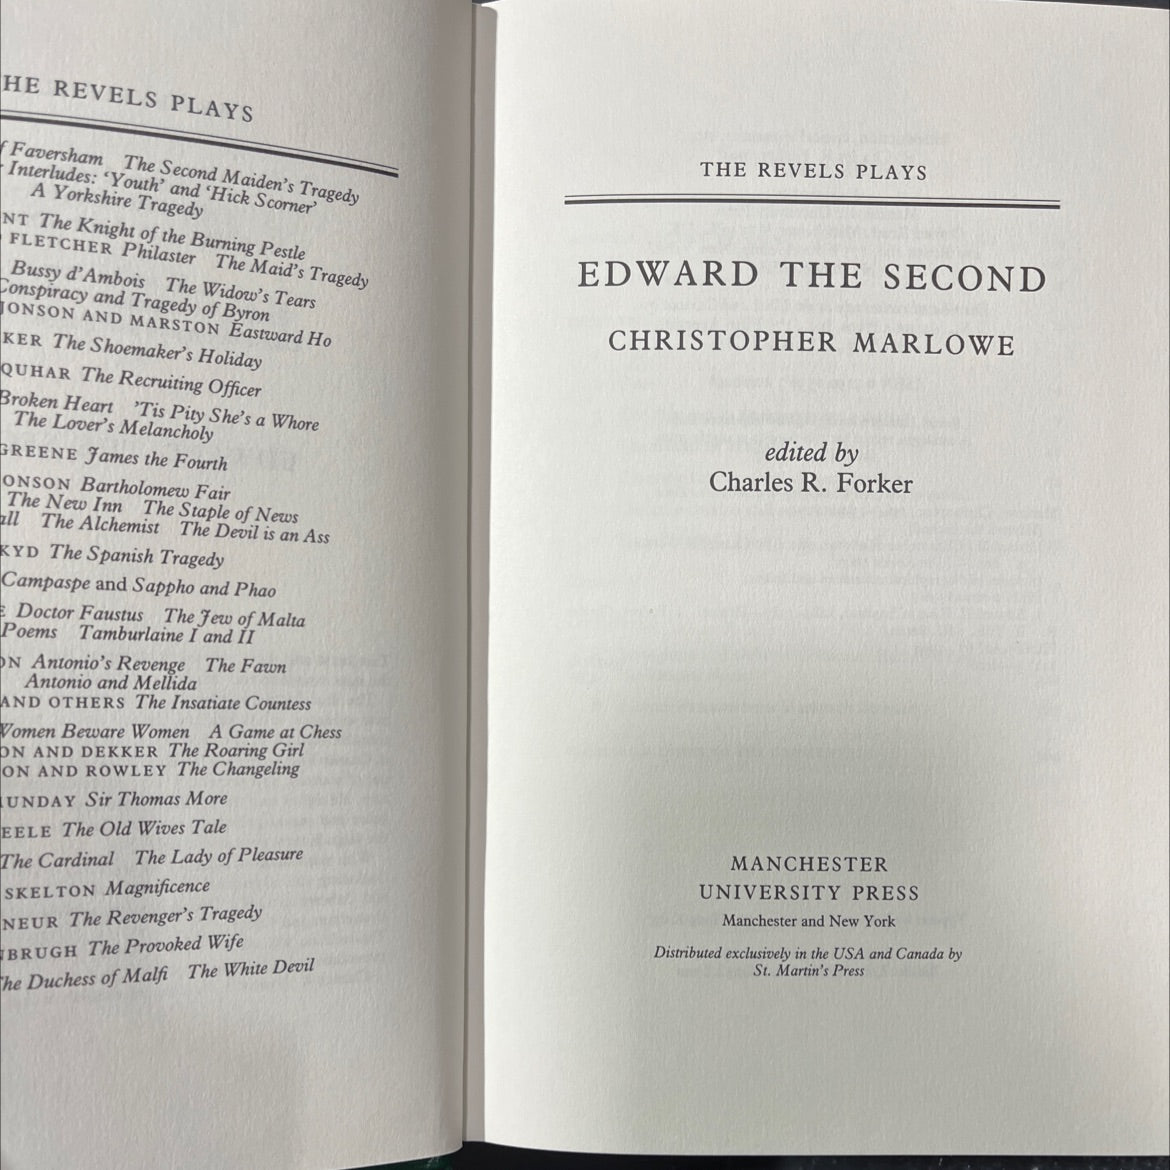 HE REVELS PLAYS
f Faversham The Second Maiden's Tragedy
Interludes: 'Youth' and 'Hick Scorner'
A Yorkshire Tragedy
NT The Knight of the Burning Pestle
FLETCHER Philaster The Maid's Tragedy
Bussy d'Ambois The Widow's Tears
Conspiracy and Tragedy of Byron
JONSON AND MARSTON Eastward Ho
KER The Shoemaker's Holiday
QUHAR The Recruiting Officer
Broken Heart 'Tis Pity She's a Whore
The Lover's Melancholy
GREENE James the Fourth
ONSON Bartholomew Fair
The New Inn The Staple of News
all The Alchemist The Devil is an Ass
KYD The Spanish Tragedy
Campaspe and Sappho and Phao
E Doctor Faustus The Jew of Malta
Poems Tamburlaine I and II
ON Antonio's Revenge The Fawn
Antonio and Mellida
AND OTHERS The Insatiate Countess
Women Beware Women A Game at Chess
ON AND DEKKER The Roaring Girl
ON AND ROWLEY The Changeling
MUNDAY Sir Thomas More
EELE The Old Wives Tale
The Cardinal The Lady of Pleasure
SKELTON Magnificence
NEUR The Revenger's Tragedy
NBRUGH The Provoked Wife
The Duchess of Malfi The White Devil
THE REVELS PLAYS
EDWARD THE SECOND
CHRISTOPHER MARLOWE
edited by
Charles R. Forker
MANCHESTER
UNIVERSITY PRESS
Manchester and New York
Distributed exclusively in the USA and Canada by
St. Martin's Press